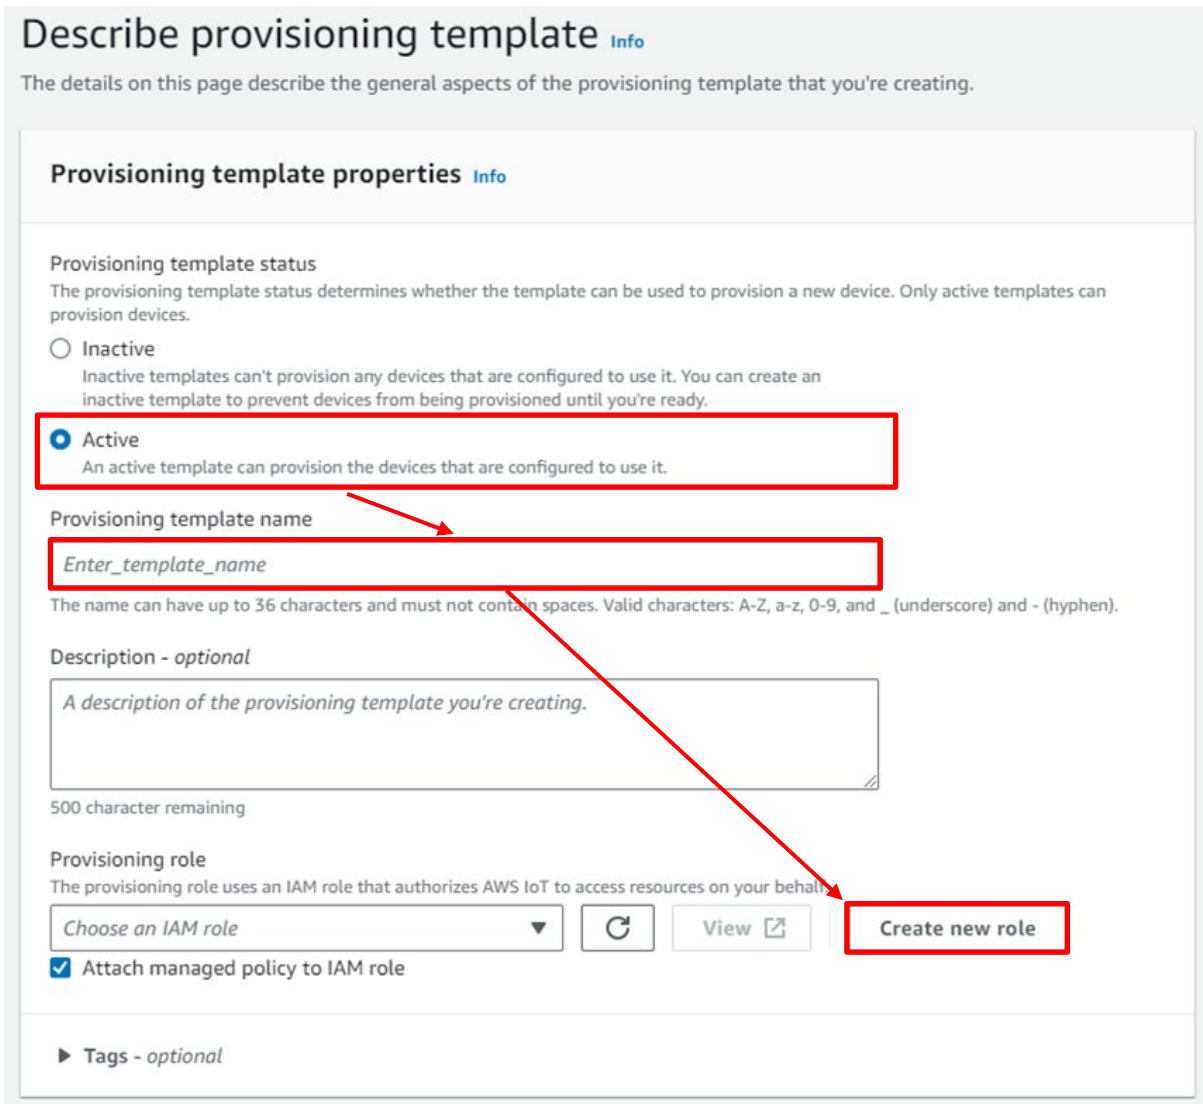 Describe provisioning template Info
The details on this page describe the general aspects of the provisioning template that you're creating.
Provisioning template properties Info
Provisioning template status
The provisioning template status determines whether the template can be used to provision a new device. Only active templates can
provision devices.
Inactive
Inactive templates can't provision any devices that are configured to use it. You can create an
inactive template to prevent devices from being provisioned until you're ready.
Active
An active template can provision the devices that are configured to use it.
Provisioning template name
Enter_template_name
The name can have up to 36 characters and must not contain spaces. Valid characters: A-Z, a-z, 0-9, and _ (underscore) and - (hyphen).
Description - optional
A description of the provisioning template you're creating.
500 character remaining
Provisioning role
The provisioning role uses an IAM role that authorizes AWS IoT to access resources on your behalf.
Choose an IAM role View Create new role
Attach managed policy to IAM role
Tags - optional